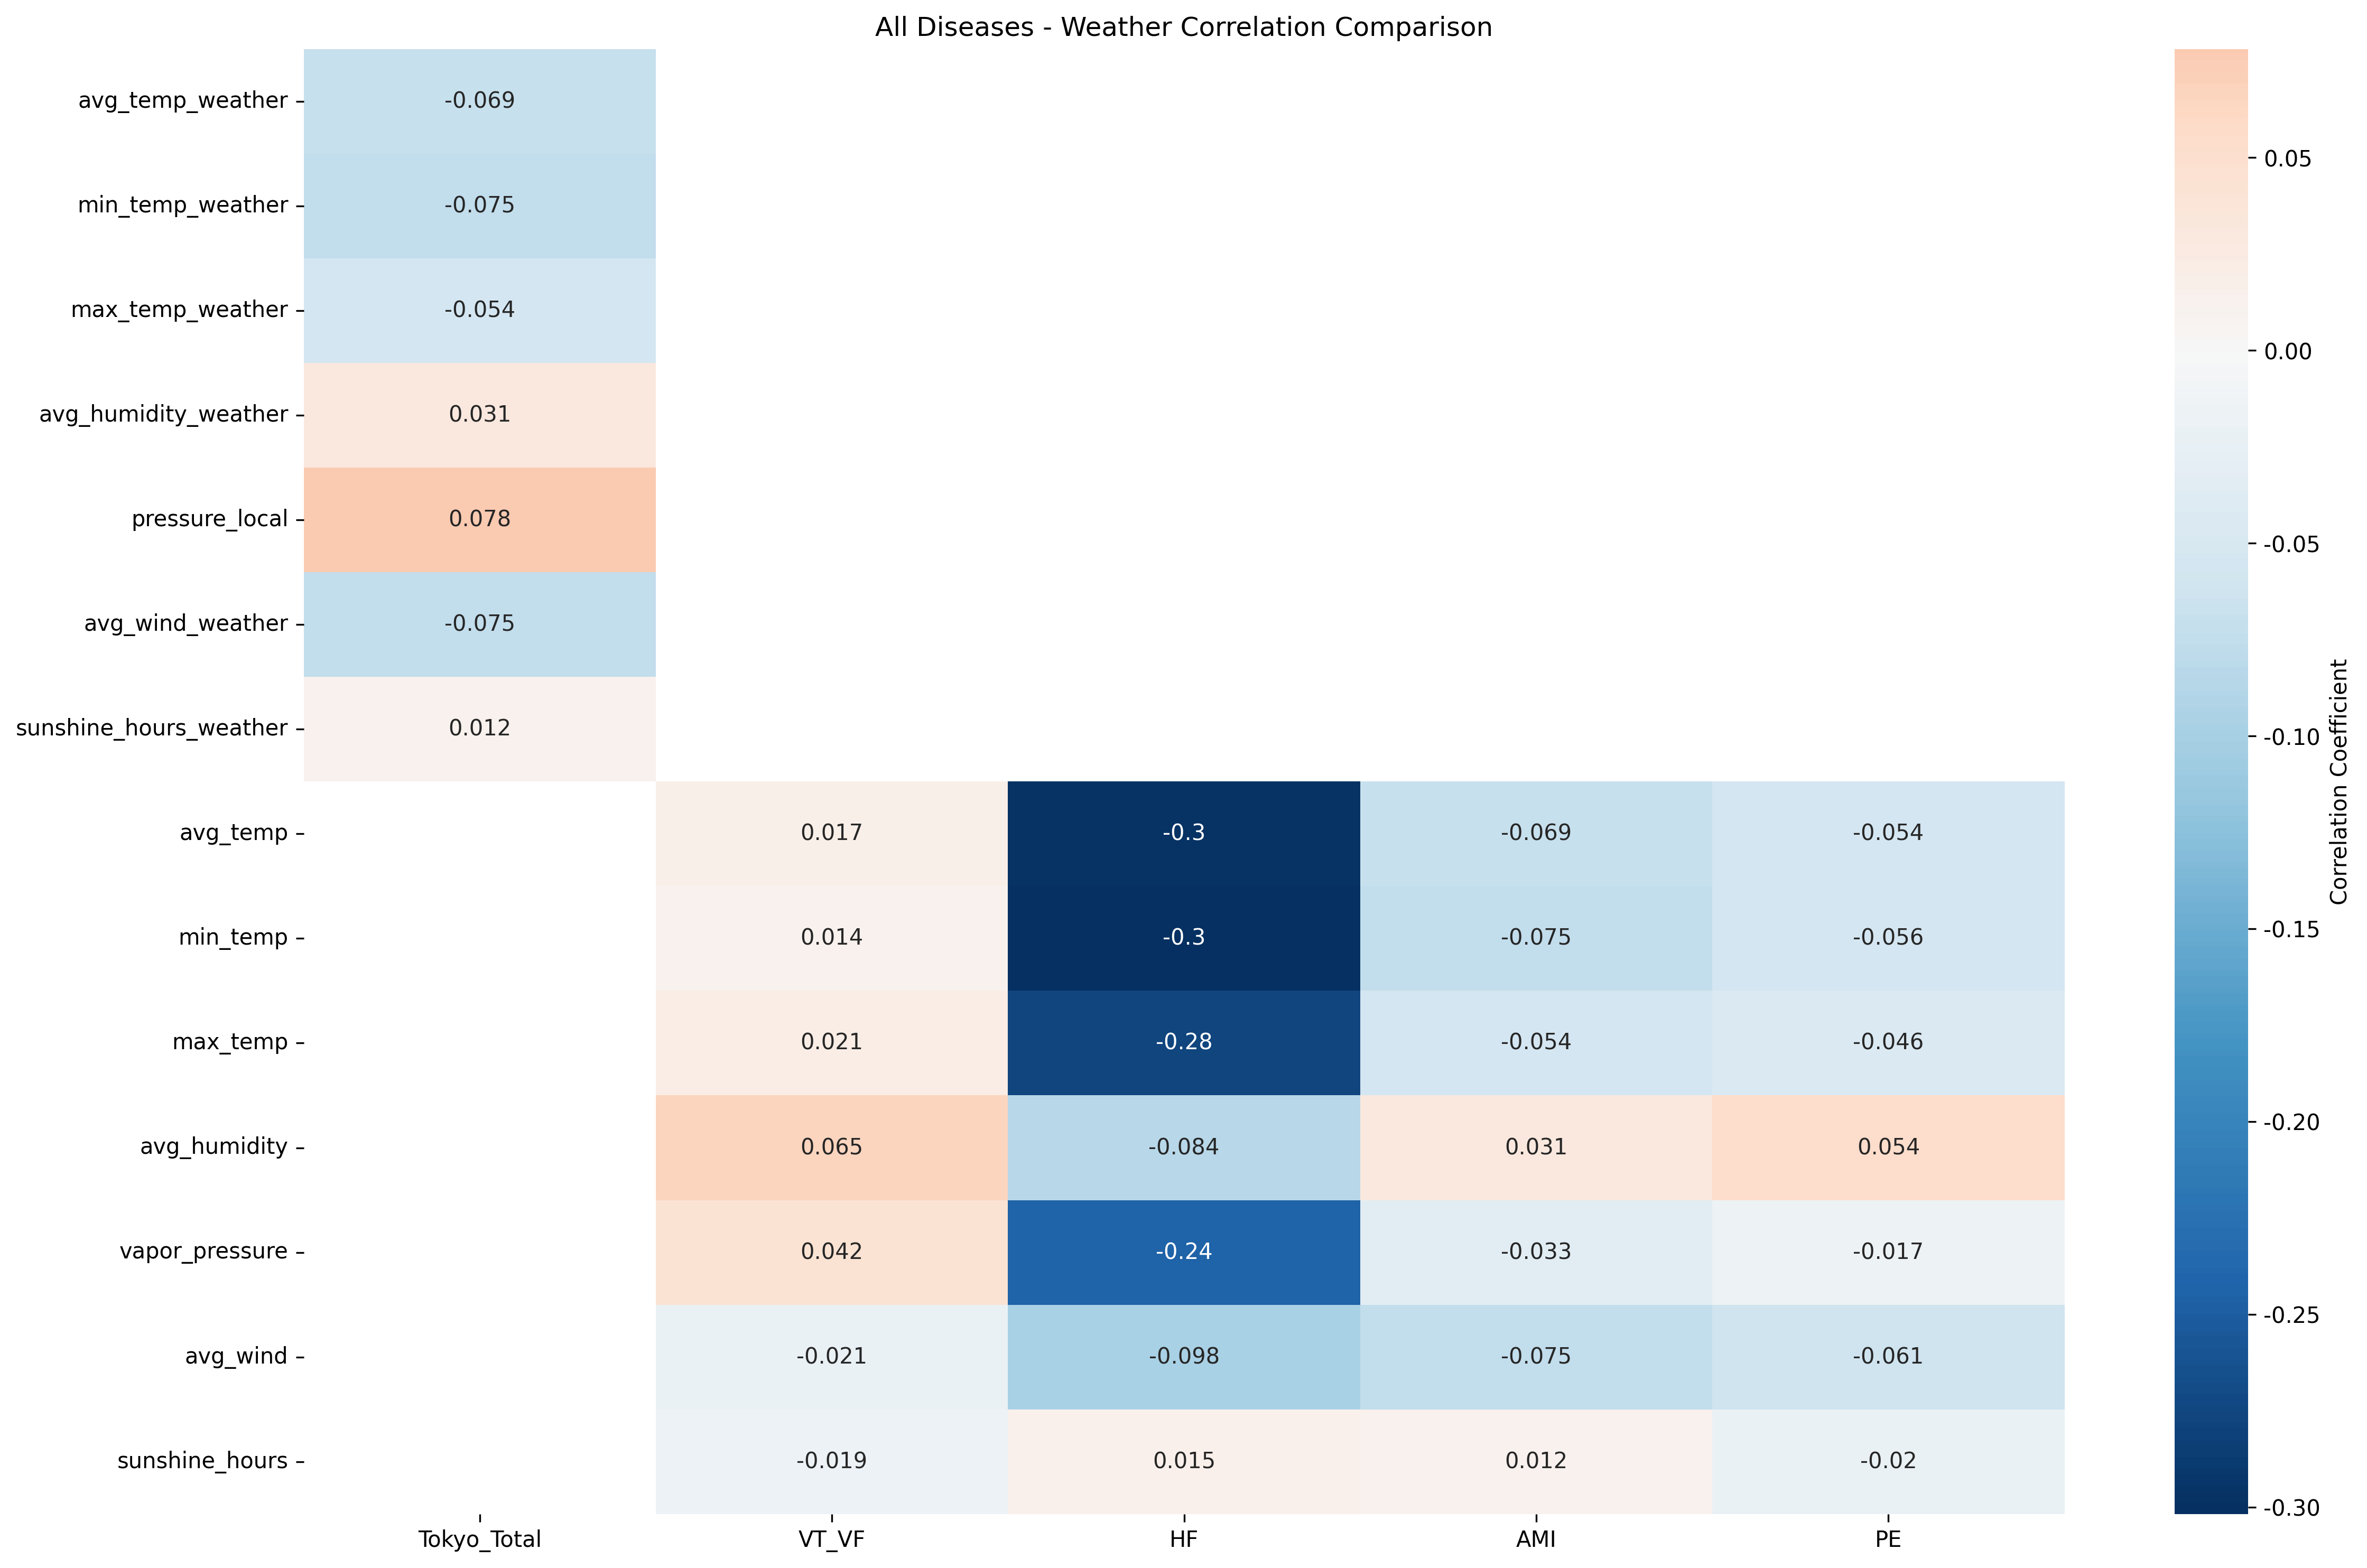 All Diseases - Weather Correlation Comparison
avg_temp_weather -0.069
min_temp_weather -0.075
max_temp_weather -0.054
avg_humidity_weather 0.031
pressure_local 0.078
avg_wind_weather -0.075
sunshine_hours_weather 0.012
avg_temp 0.017 -0.3 -0.069 -0.054
min_temp 0.014 -0.3 -0.075 -0.056
max_temp 0.021 -0.28 -0.054 -0.046
avg_humidity 0.065 -0.084 0.031 0.054
vapor_pressure 0.042 -0.24 -0.033 -0.017
avg_wind -0.021 -0.098 -0.075 -0.061
sunshine_hours -0.019 0.015 0.012 -0.02
Tokyo_Total VT_VF HF AMI PE
0.05
0.00
-0.05
-0.10
-0.15
-0.20
-0.25
-0.30
Correlation Coefficient